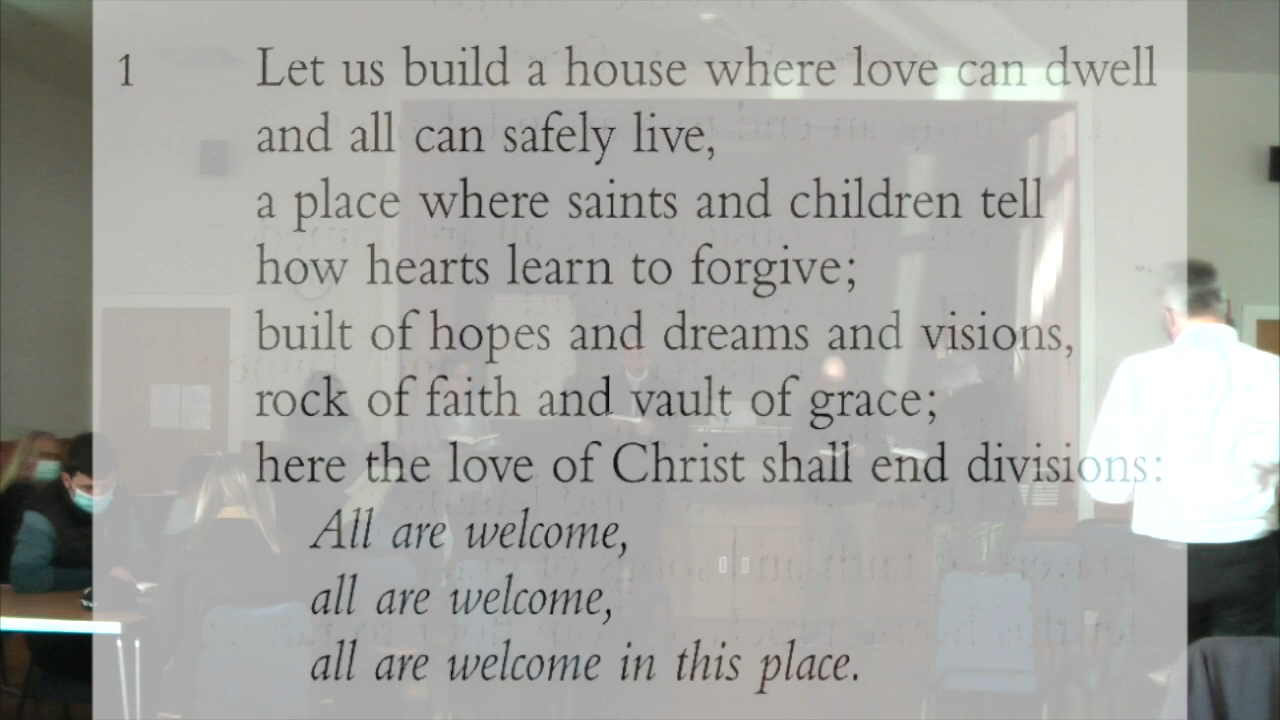 1 Let us build a house where love can dwell
and all can safely live,
a place where saints and children tell
how hearts learn to forgive;
built of hopes and dreams and visions,
rock of faith and vault of grace;
here the love of Christ shall end divisions:
All are welcome,
all are welcome,
all are welcome in this place.